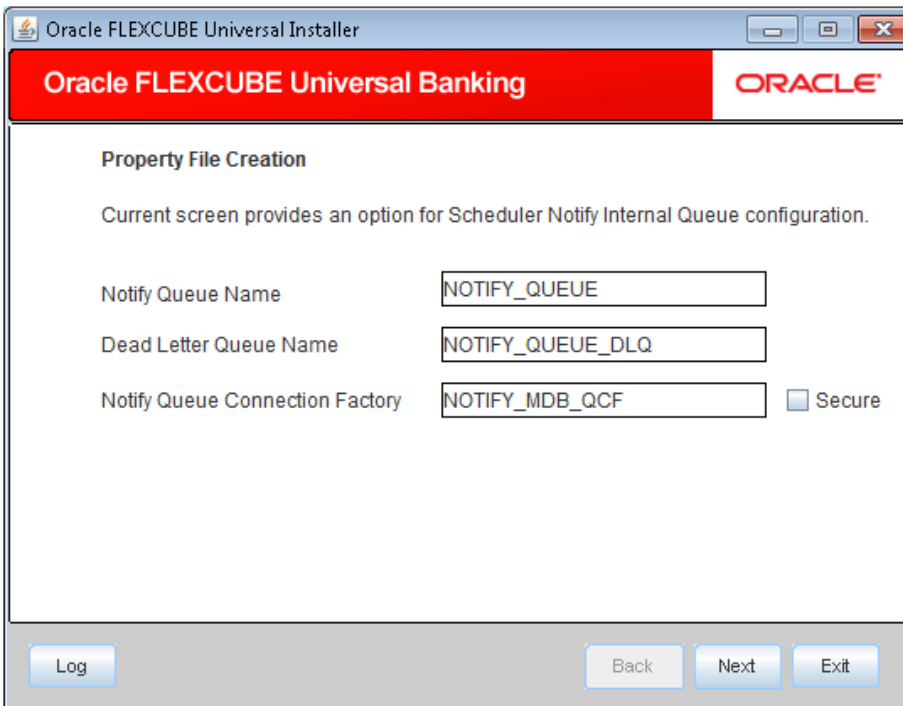 Oracle FLEXCUBE Universal Installer
Oracle FLEXCUBE Universal Banking
ORACLE
Property File Creation
Current screen provides an option for Scheduler Notify Internal Queue configuration.
Notify Queue Name NOTIFY_QUEUE
Dead Letter Queue Name NOTIFY_QUEUE_DLQ
Notify Queue Connection Factory NOTIFY_MDB_QCF Secure
Log Back Next Exit